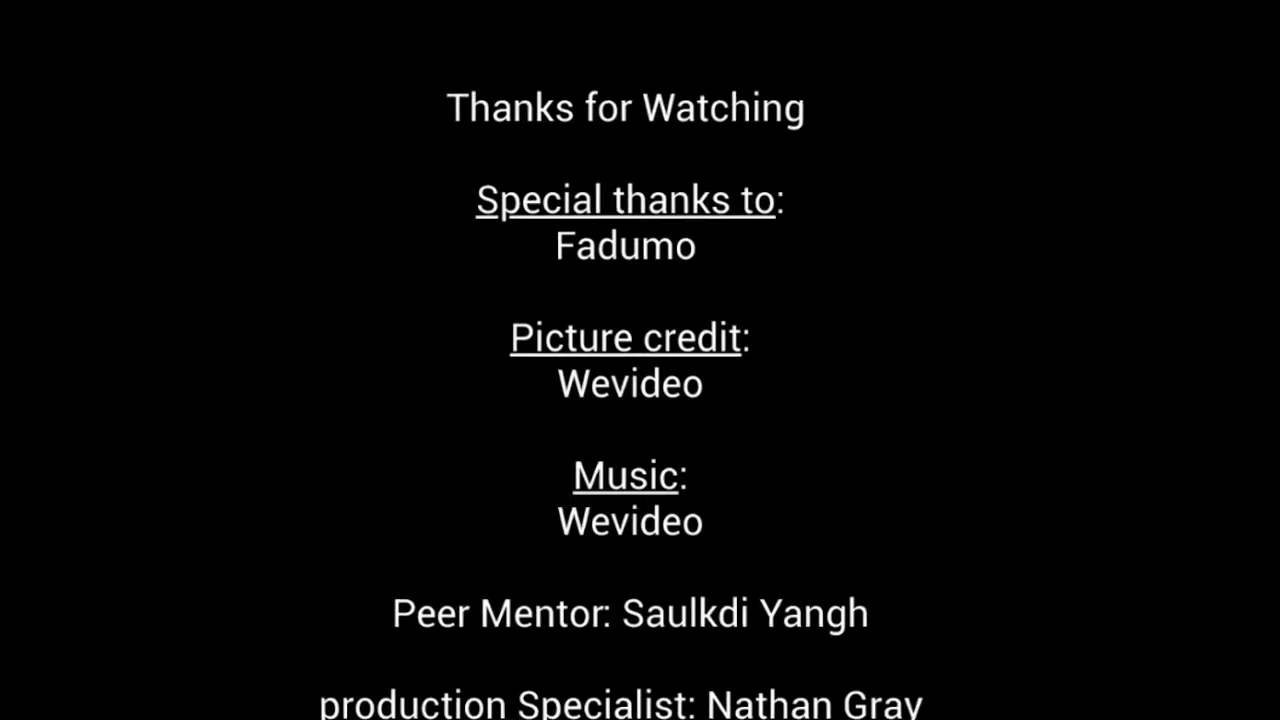 Thanks for Watching
Special thanks to:
Fadumo
Picture credit:
Wevideo
Music:
Wevideo
Peer Mentor: Saulkdi Yangh
production Specialist: Nathan Gray